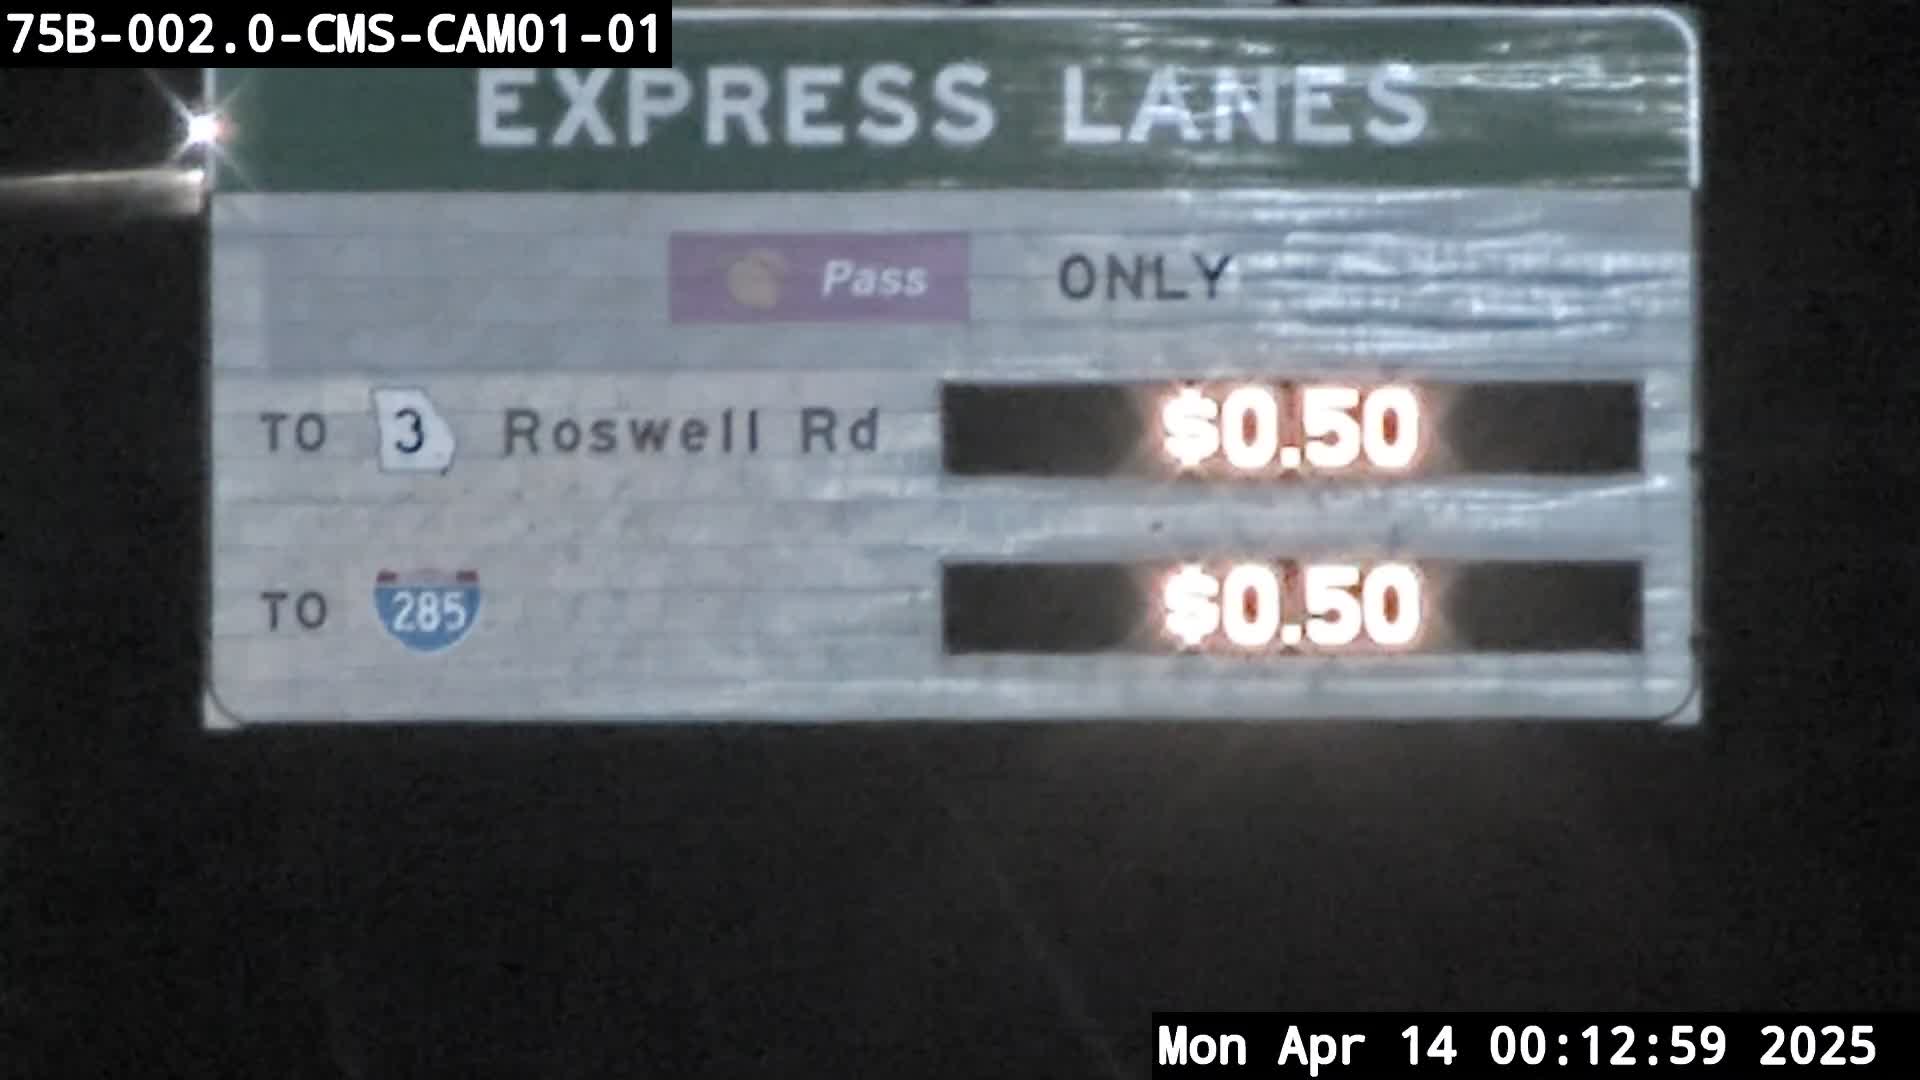 75B-002.0-CMS-CAM01-01
EXPRESS LANES
Pass ONLY
TO 3 Roswell Rd $0.50
TO 285 $0.50
Mon Apr 14 00:12:59 2025